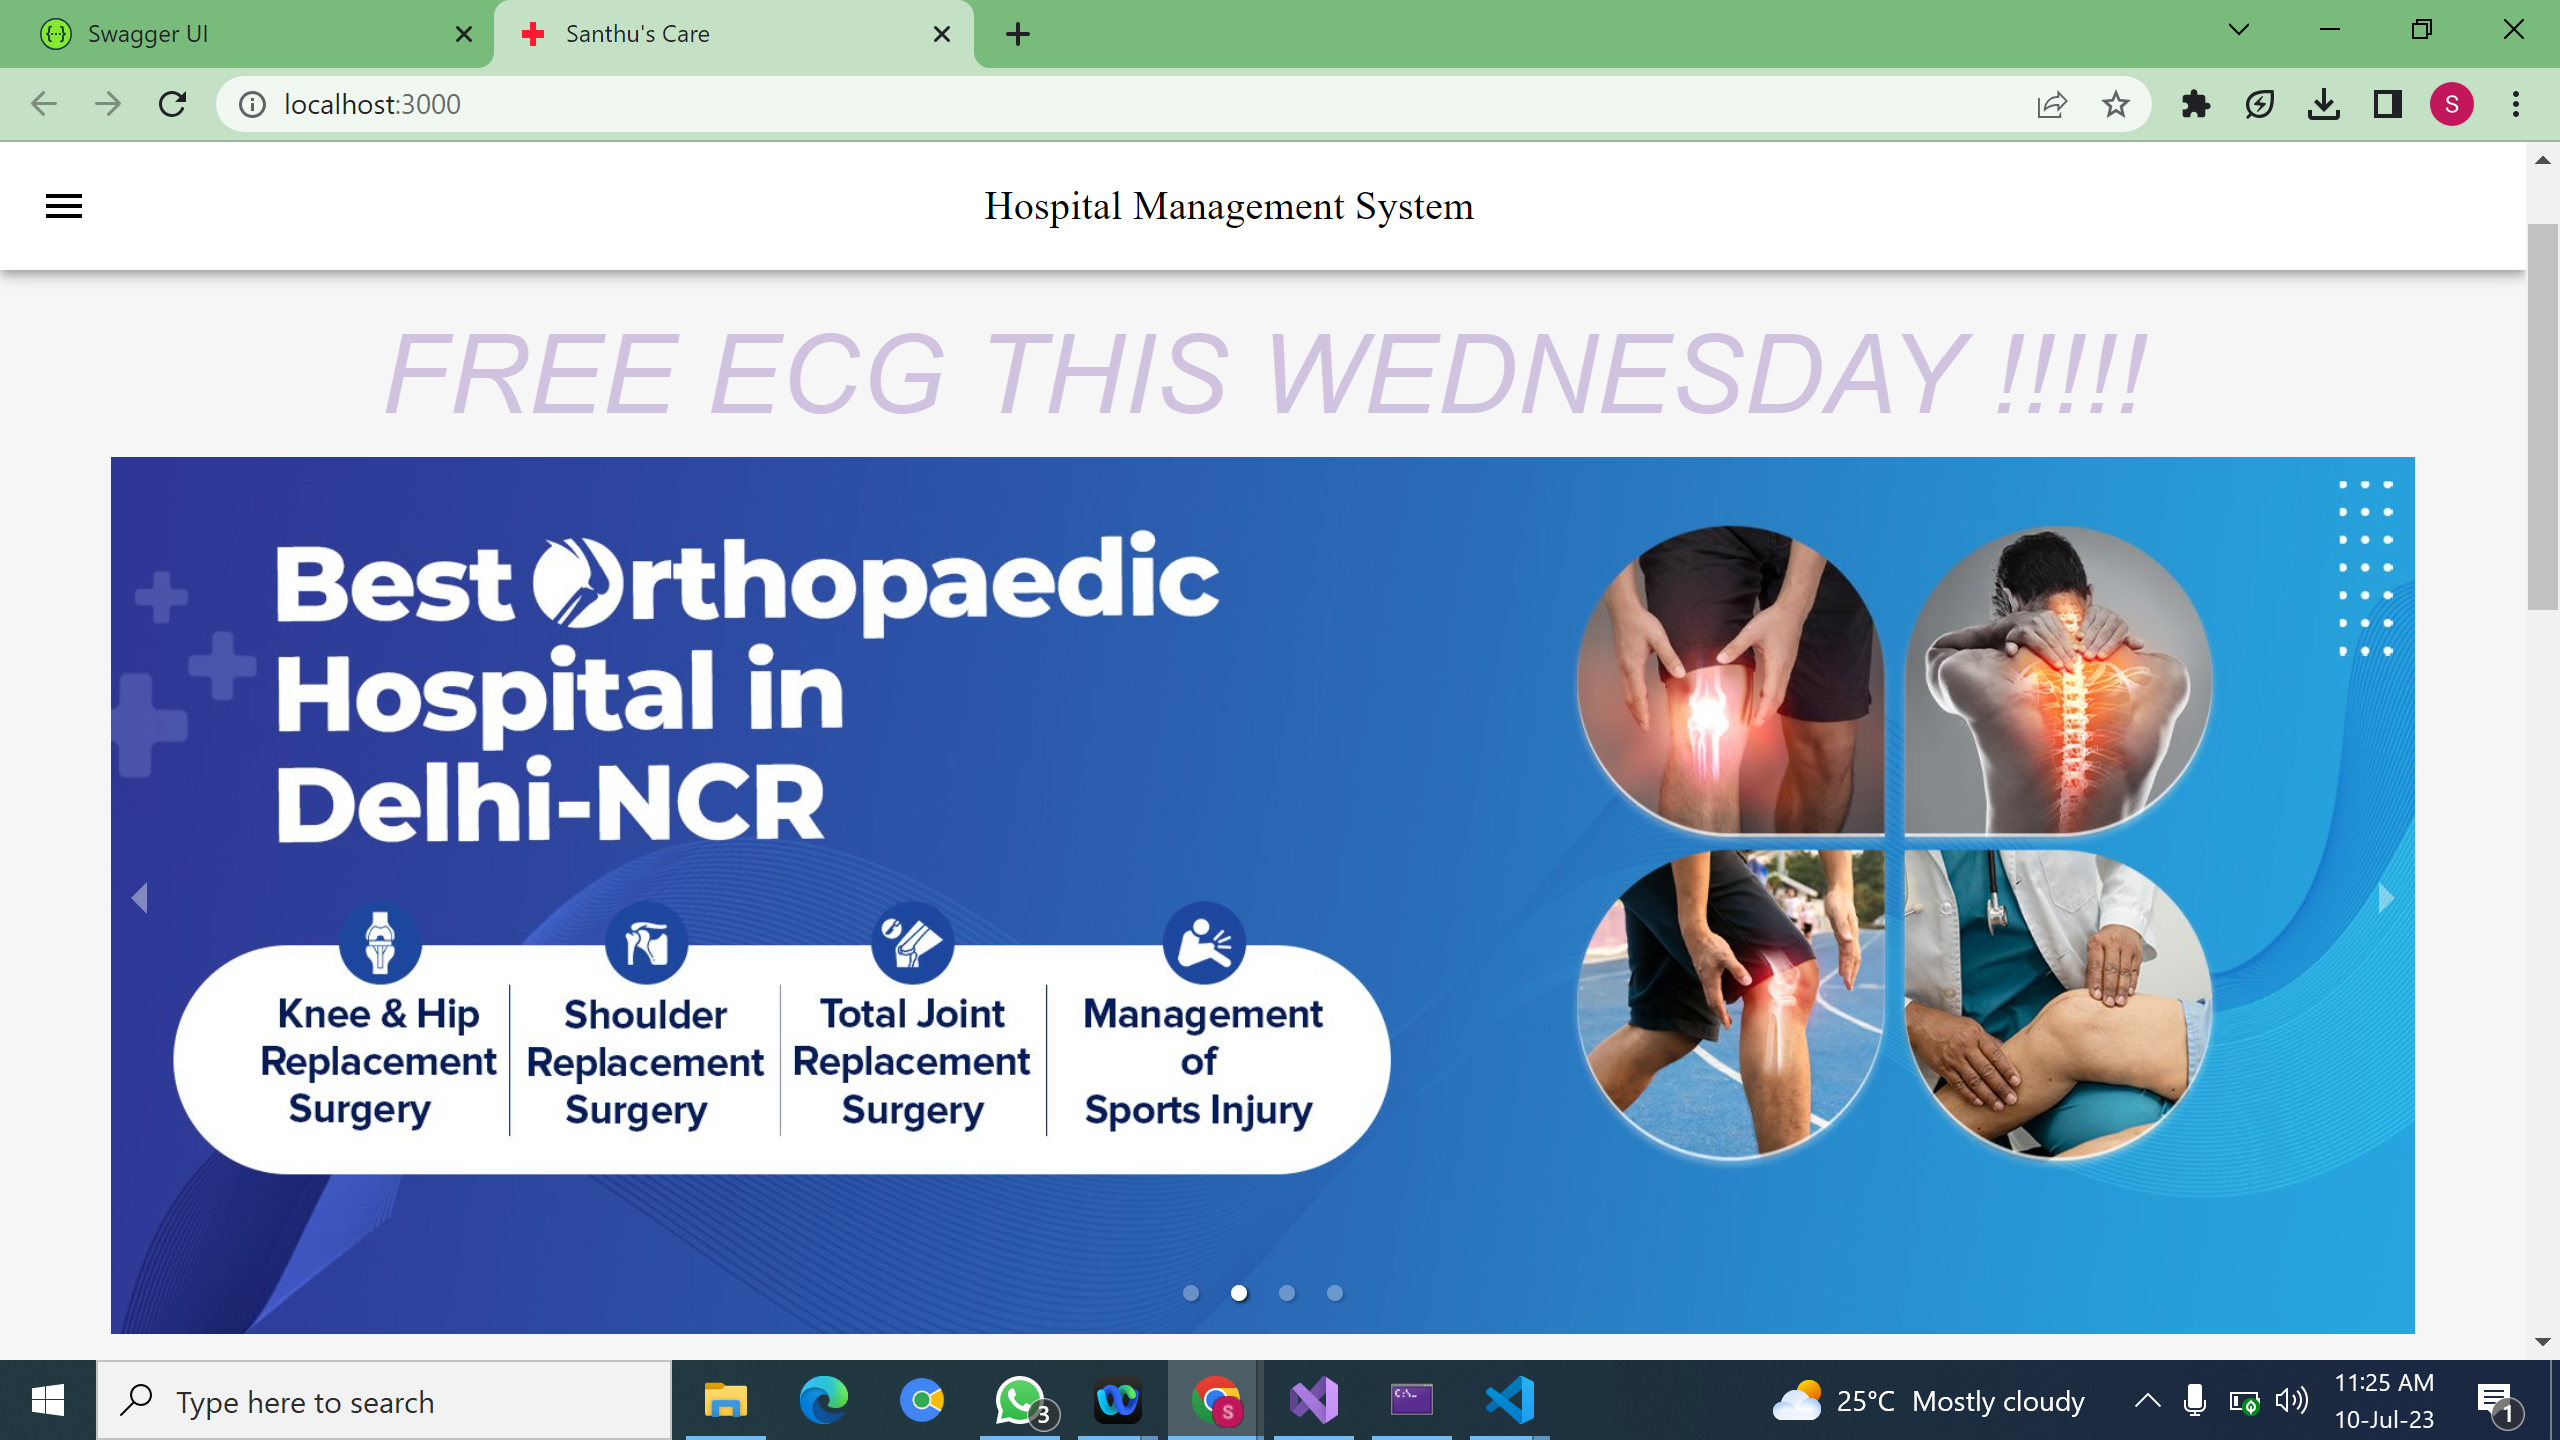 Swagger UI
Santhu's Care
localhost:3000
S
Hospital Management System
FREE ECG THIS WEDNESDAY !!!!!
Best Orthopaedic
Hospital in
Delhi-NCR
Knee & Hip
Replacement
Surgery
Shoulder
Replacement
Surgery
Total Joint
Replacement
Surgery
Management
of
Sports Injury
Type here to search
3
S
C:\_
25°C Mostly cloudy
11:25 AM
10-Jul-23
1